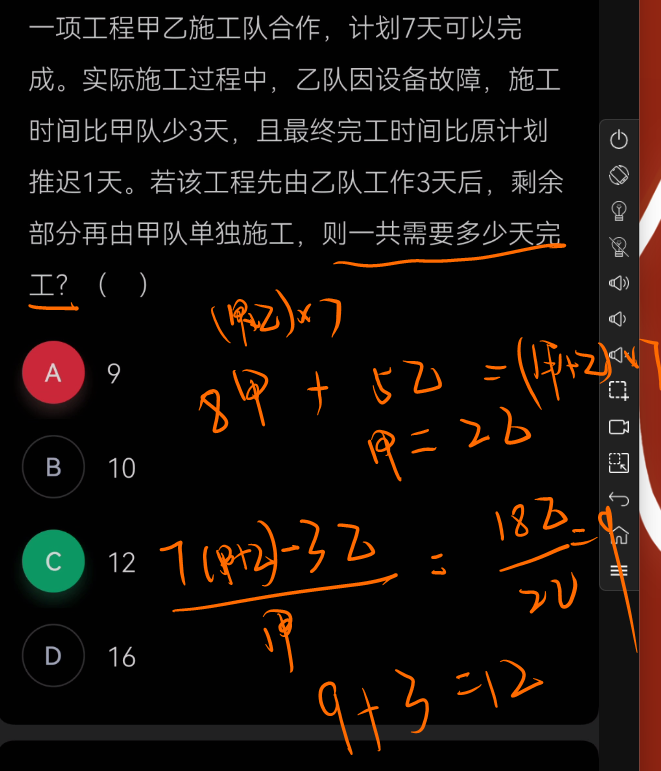 一项工程甲乙施工队合作，计划7天可以完
成。实际施工过程中，乙队因设备故障，施工
时间比甲队少3天，且最终完工时间比原计划
推迟1天。若该工程先由乙队工作3天后，剩余
部分再由甲队单独施工，则一共需要多少天完
工？（ ）
(甲+乙)×7
A 9
8甲 + 5乙 = (甲+乙)×7
甲 = 2乙
B 10
C 12
7(甲+乙)-3乙
甲
=
18乙
2乙
=9
D 16
9+3=12